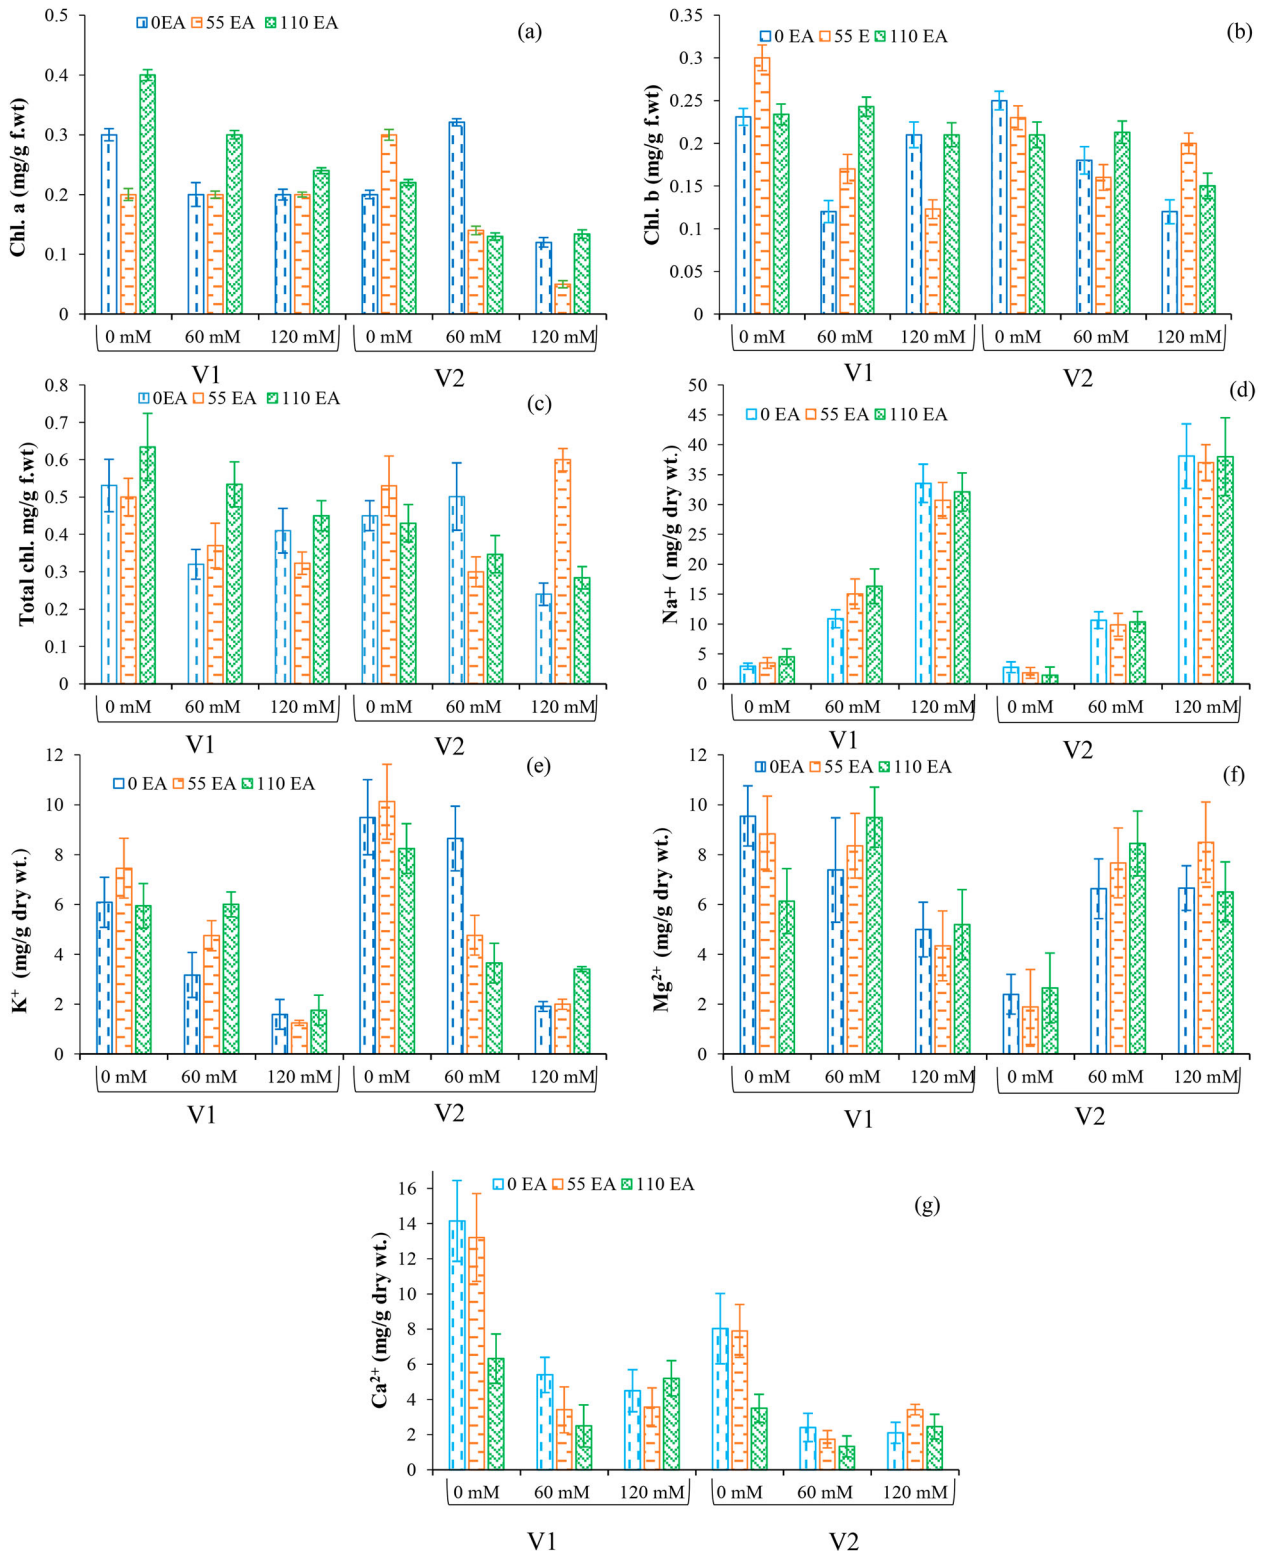 0EA 55 EA 110 EA
(a)
Chl. a (mg/g f.wt)
0.5
0.4
0.3
0.2
0.1
0
0 mM 60 mM 120 mM 0 mM 60 mM 120 mM
V1 V2
0 EA 55 E 110 EA
(b)
Chl. b (mg/g f.wt)
0.35
0.3
0.25
0.2
0.15
0.1
0.05
0
0 mM 60 mM 120 mM 0 mM 60 mM 120 mM
V1 V2
0EA 55 EA 110 EA
(c)
Total chl. mg/g f.wt)
0.8
0.7
0.6
0.5
0.4
0.3
0.2
0.1
0
0 mM 60 mM 120 mM 0 mM 60 mM 120 mM
V1 V2
0 EA 55 EA 110 EA
(d)
Na+ ( mg/g dry wt.)
50
45
40
35
30
25
20
15
10
5
0
0 mM 60 mM 120 mM 0 mM 60 mM 120 mM
V1 V2
0 EA 55 EA 110 EA
(e)
K⁺ (mg/g dry wt.)
12
10
8
6
4
2
0
0 mM 60 mM 120 mM 0 mM 60 mM 120 mM
V1 V2
0EA 55 EA 110 EA
(f)
Mg²⁺ (mg/g dry wt.)
12
10
8
6
4
2
0
0 mM 60 mM 120 mM 0 mM 60 mM 120 mM
V1 V2
0 EA 55 EA 110 EA
(g)
Ca²⁺ (mg/g dry wt.)
16
14
12
10
8
6
4
2
0
0 mM 60 mM 120 mM 0 mM 60 mM 120 mM
V1 V2